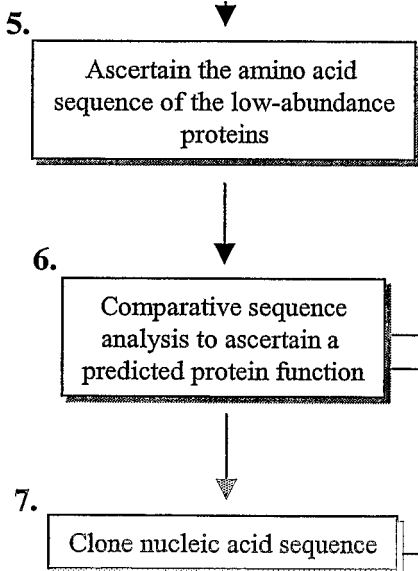 5.
Ascertain the amino acid
sequence of the low-abundance
proteins
6.
Comparative sequence
analysis to ascertain a
predicted protein function
7.
Clone nucleic acid sequence